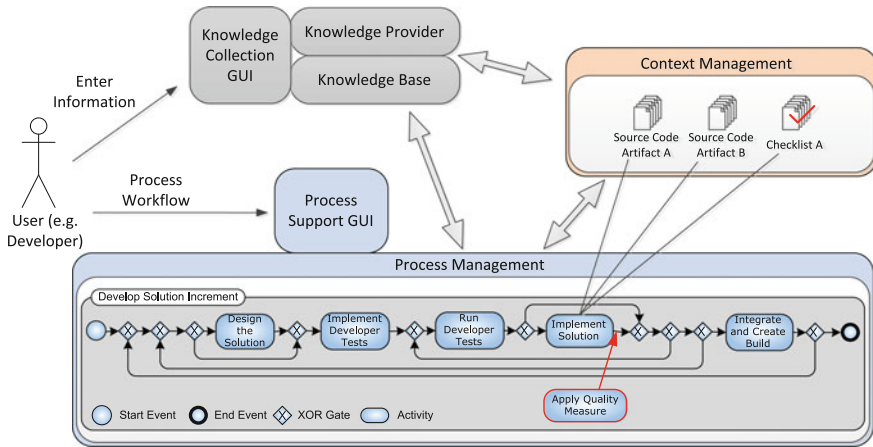 Knowledge
Collection
GUI
Knowledge Provider
Knowledge Base
Context Management
Source Code
Artifact A
Source Code
Artifact B
Checklist A
Enter
Information
User (e.g.
Developer)
Process
Workflow
Process
Support GUI
Process Management
Develop Solution Increment
X
X
X
Design
the
Solution
X
Implement
Developer
Tests
X
Run
Developer
Tests
X
Implement
Solution
X
X
X
Integrate
and Create
Build
X
Apply Quality
Measure
Start Event
End Event
X
XOR Gate
Activity